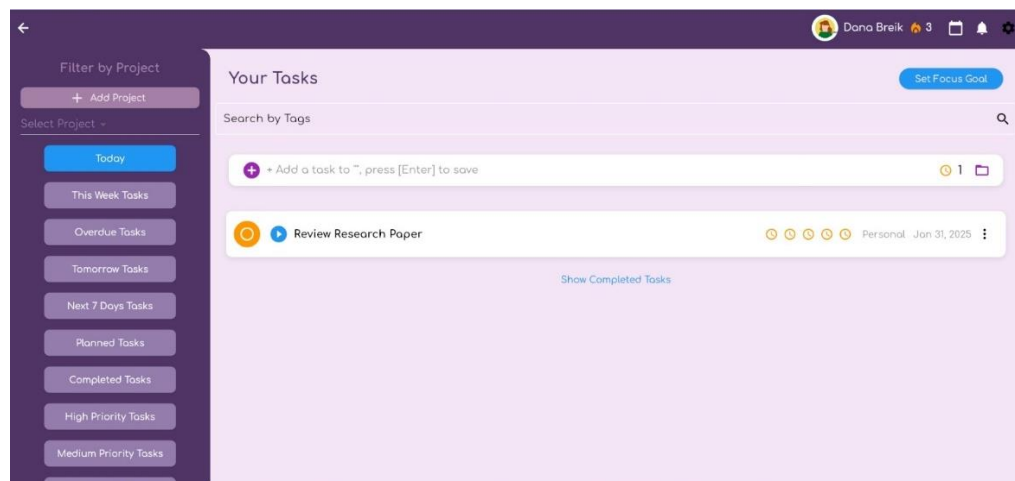 Dana Breik 3
Filter by Project
+ Add Project
Select Project
Today
This Week Tasks
Overdue Tasks
Tomorrow Tasks
Next 7 Days Tasks
Planned Tasks
Completed Tasks
High Priority Tasks
Medium Priority Tasks
Your Tasks
Set Focus Goal
Search by Tags
+ Add a task to "", press [Enter] to save
1
Review Research Paper
Personal Jan 31, 2025
Show Completed Tasks